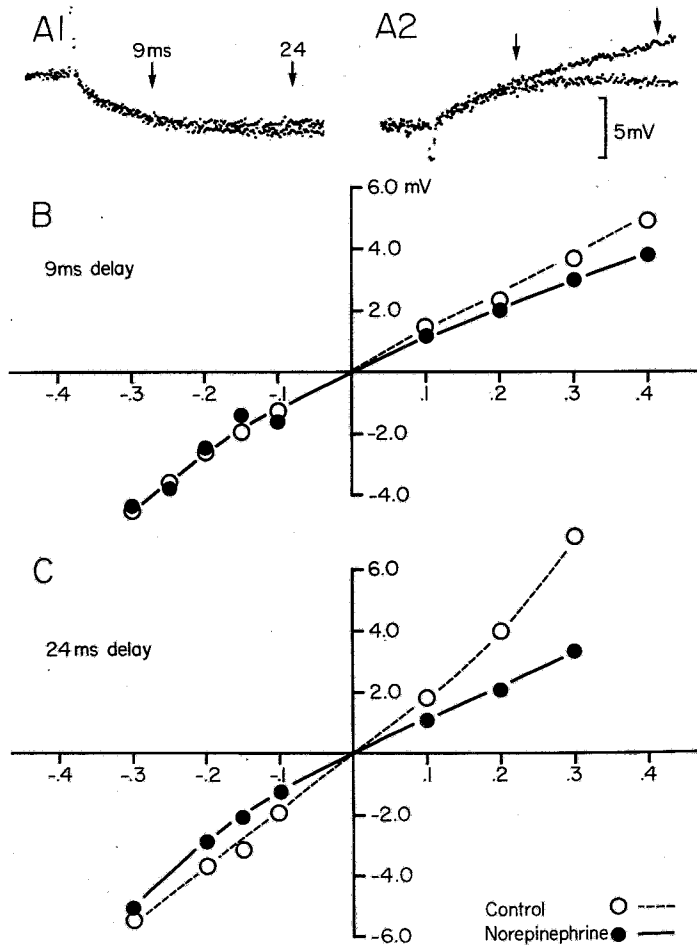 A1
9ms 24
A2
5mV
B
9ms delay
6.0 mV
4.0
2.0
-.4 -.3 -.2 -.1 .1 .2 .3 .4
-2.0
-4.0
C
24ms delay
6.0
4.0
2.0
-.4 -.3 -.2 -.1 .1 .2 .3 .4
-2.0
-4.0
-6.0
Control
Norepinephrine